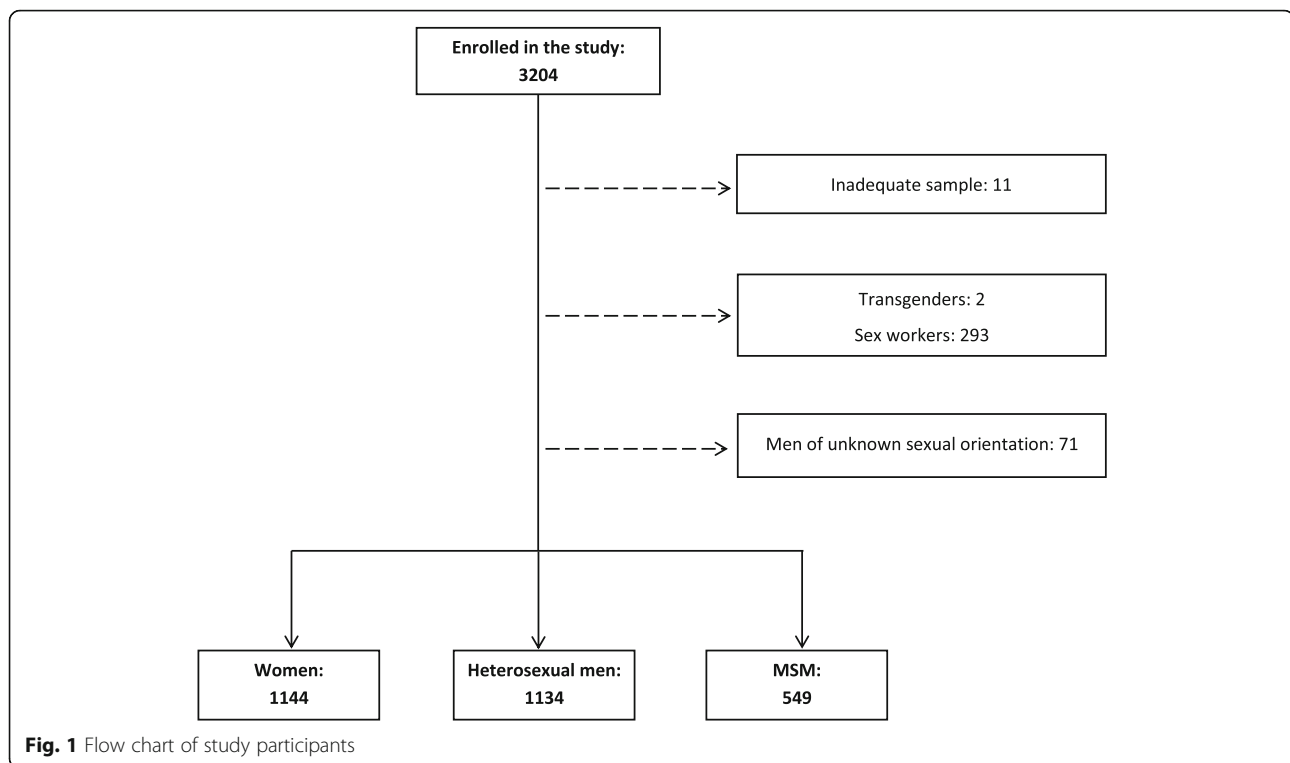 Enrolled in the study:
3204
Inadequate sample: 11
Transgenders: 2
Sex workers: 293
Men of unknown sexual orientation: 71
Women:
1144
Heterosexual men:
1134
MSM:
549
Fig. 1 Flow chart of study participants